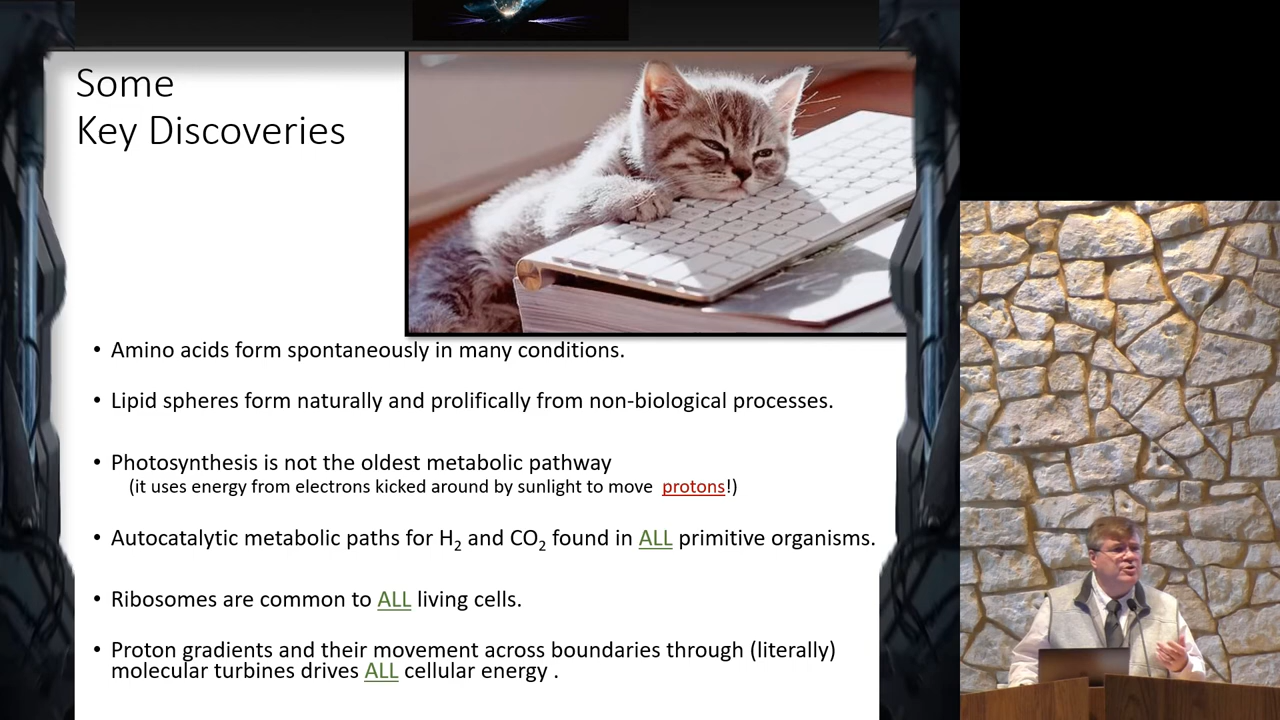 Some
Key Discoveries
• Amino acids form spontaneously in many conditions.
• Lipid spheres form naturally and prolifically from non-biological processes.
• Photosynthesis is not the oldest metabolic pathway
(it uses energy from electrons kicked around by sunlight to move protons!)
• Autocatalytic metabolic paths for H₂ and CO₂ found in ALL primitive organisms.
• Ribosomes are common to ALL living cells.
• Proton gradients and their movement across boundaries through (literally)
molecular turbines drives ALL cellular energy .